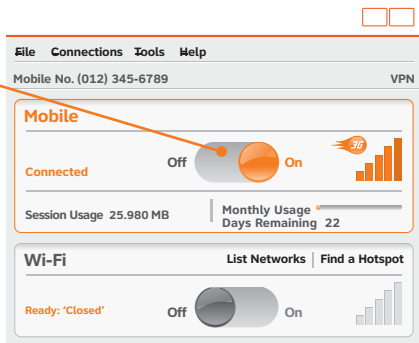 File Connections Tools Help
Mobile No. (012) 345-6789 VPN
Mobile
3G
Off On
Connected
Session Usage 25.980 MB Monthly Usage
Days Remaining 22
Wi-Fi List Networks | Find a Hotspot
Ready: ‘Closed’ Off On